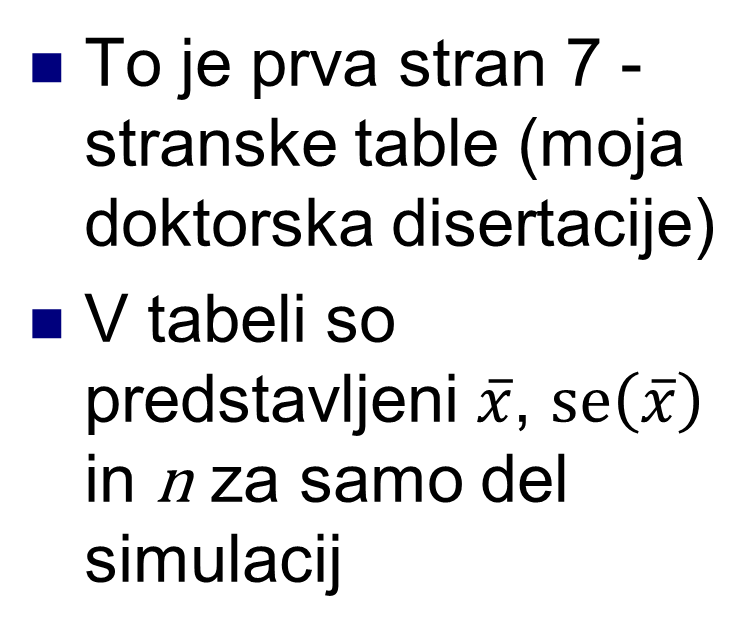 ■ To je prva stran 7 -
stranske table (moja
doktorska disertacije)
■ V tabeli so
predstavljeni x̄, se(x̄)
in n za samo del
simulacij